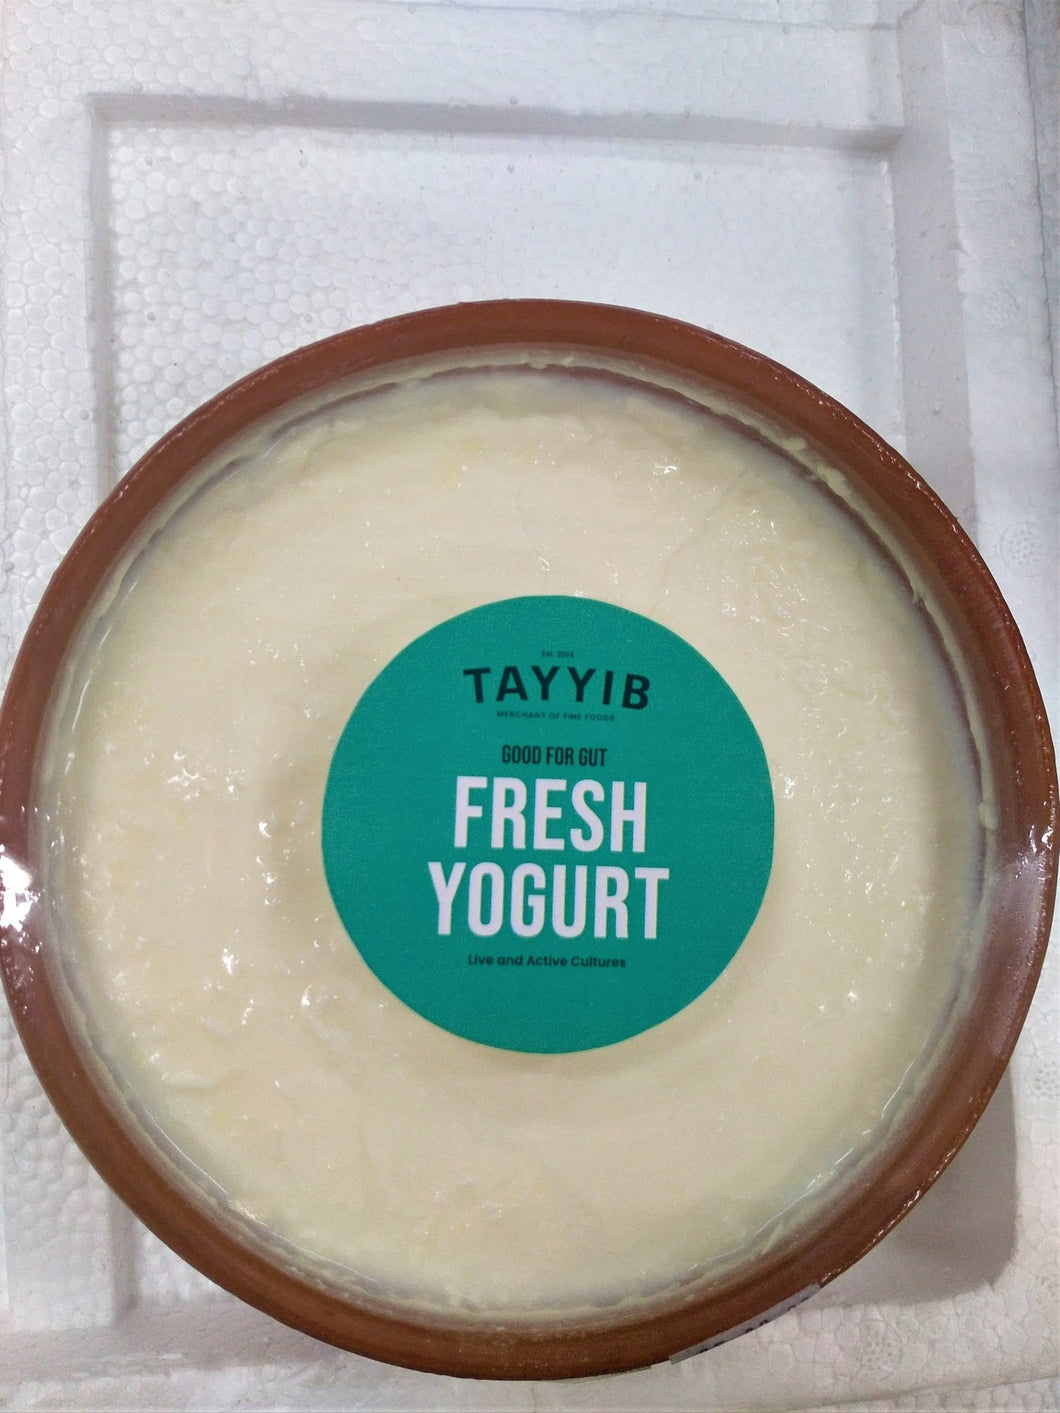 Est. 2014
TAYYIB
MERCHANT OF FINE FOODS
GOOD FOR GUT
FRESH
YOGURT
Live and Active Cultures